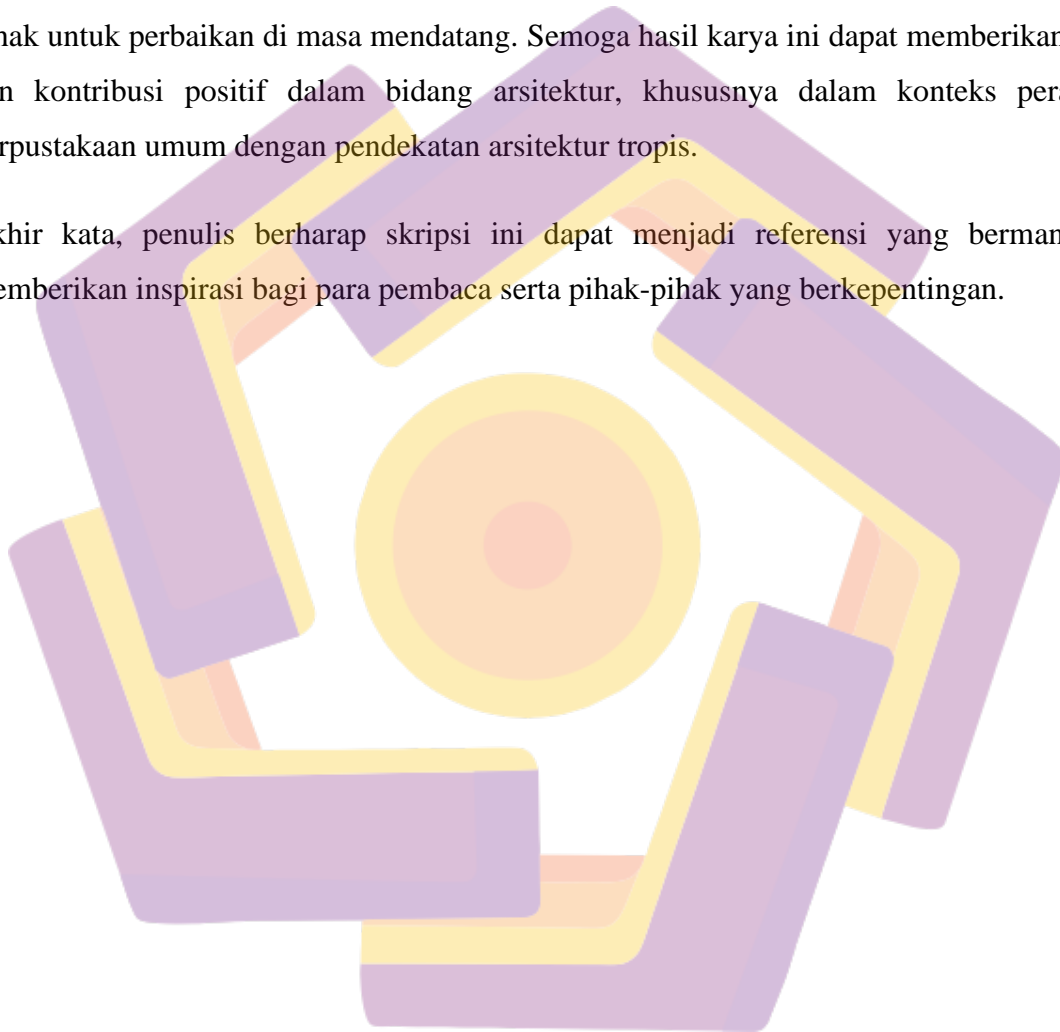 nak untuk perbaikan di masa mendatang. Semoga hasil karya ini dapat memberikan
n kontribusi positif dalam bidang arsitektur, khususnya dalam konteks pera
rpustakaan umum dengan pendekatan arsitektur tropis.
khir kata, penulis berharap skripsi ini dapat menjadi referensi yang berman
emberikan inspirasi bagi para pembaca serta pihak-pihak yang berkepentingan.